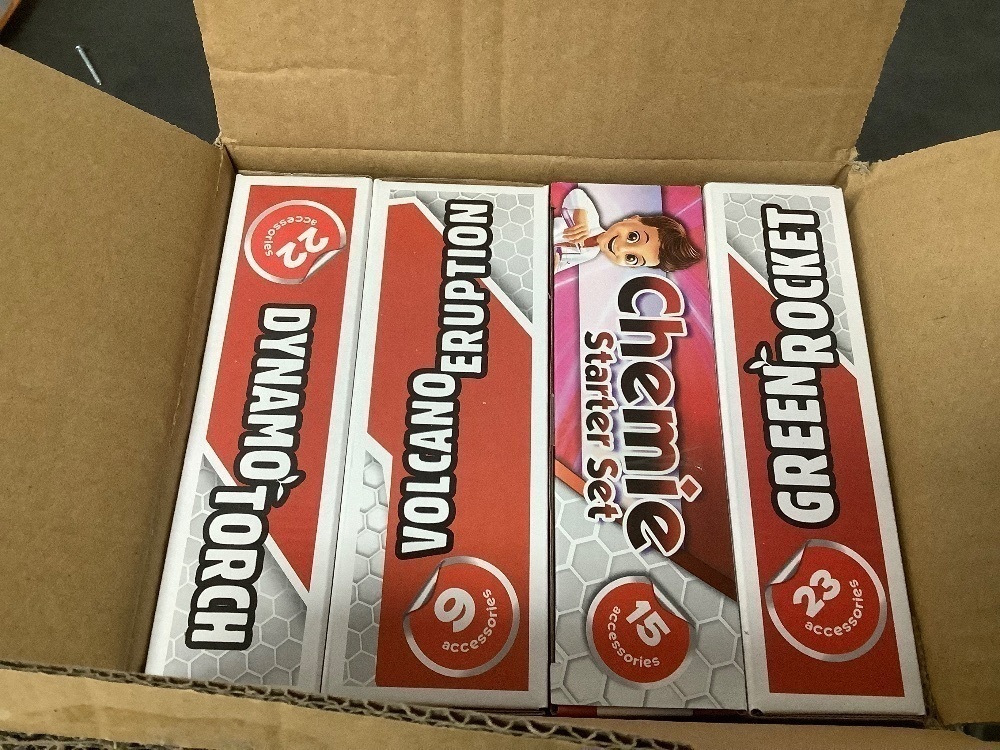 22
accessories
DYNAMO
TORCH
VOLCANO
ERUPTION
9
accessories
Chemie
Starter Set
15
accessories
GREEN
ROCKET
23
accessories